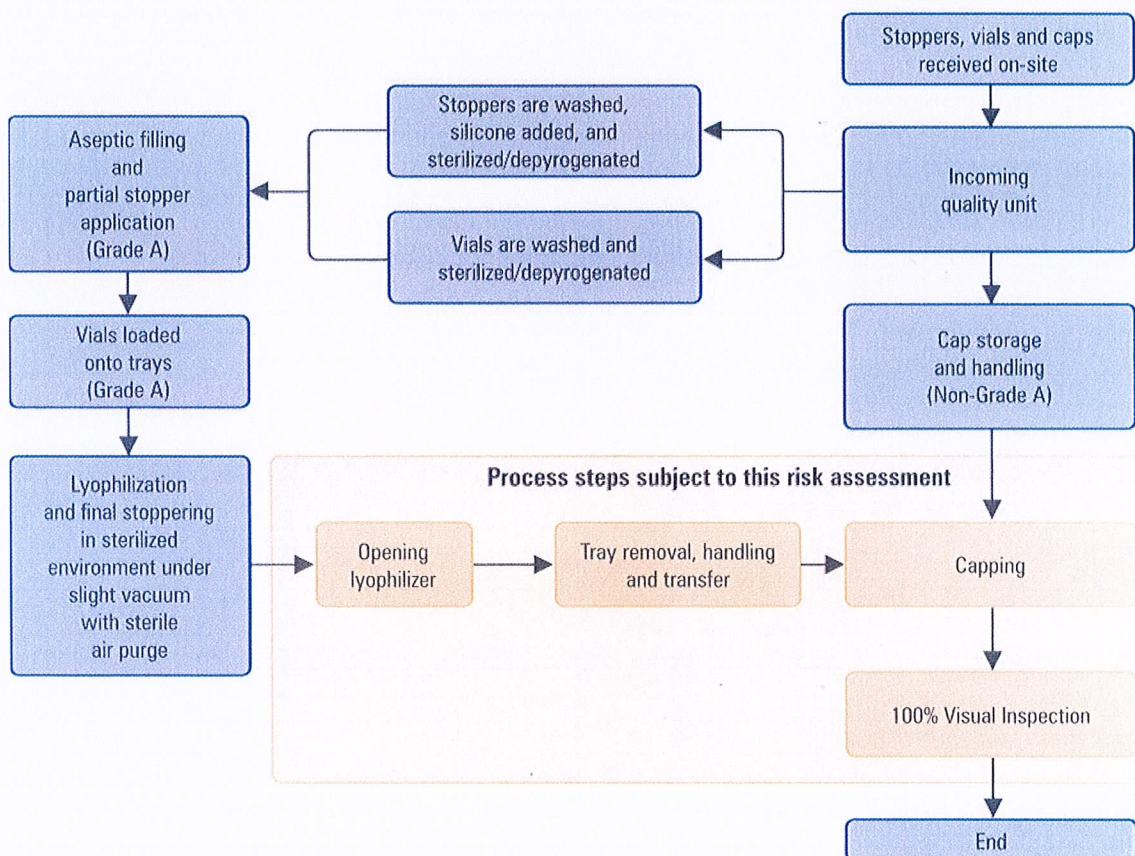 Stoppers, vials and caps
received on-site
Incoming
quality unit
Stoppers are washed,
silicone added, and
sterilized/depyrogenated
Vials are washed and
sterilized/depyrogenated
Aseptic filling
and
partial stopper
application
(Grade A)
Vials loaded
onto trays
(Grade A)
Lyophilization
and final stoppering
in sterilized
environment under
slight vacuum
with sterile
air purge
Cap storage
and handling
(Non-Grade A)
Process steps subject to this risk assessment
Opening
lyophilizer
Tray removal, handling
and transfer
Capping
100% Visual Inspection
End